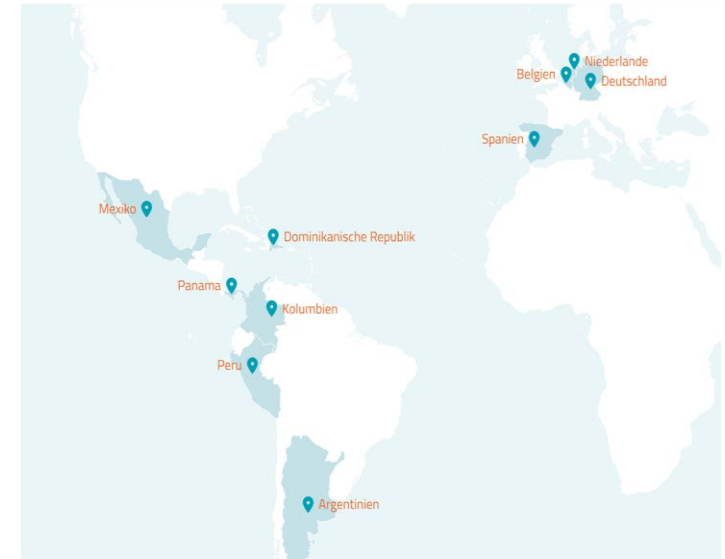 Niederlande
Belgien
Deutschland
Spanien
Mexiko
Dominikanische Republik
Panama
Kolumbien
Peru
Argentinien